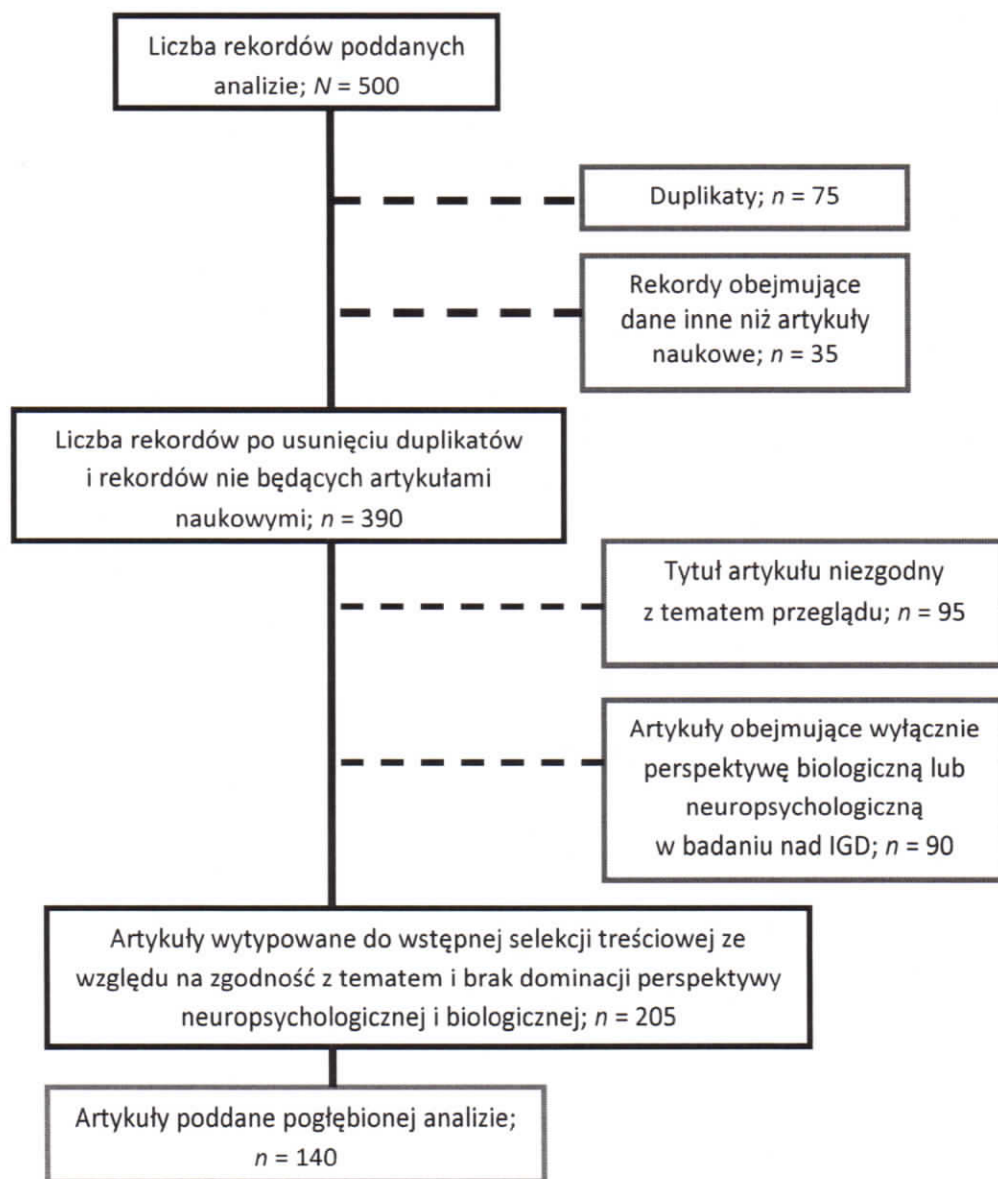 Liczba rekordów poddanych
analizie; N = 500
Duplikaty; n = 75
Rekordy obejmujące
dane inne niż artykuły
naukowe; n = 35
Liczba rekordów po usunięciu duplikatów
i rekordów nie będących artykułami
naukowymi; n = 390
Tytuł artykułu niezgodny
z tematem przeglądu; n = 95
Artykuły obejmujące wyłącznie
perspektywę biologiczną lub
neuropsychologiczną
w badaniu nad IGD; n = 90
Artykuły wytypowane do wstępnej selekcji treściowej ze
względu na zgodność z tematem i brak dominacji perspektywy
neuropsychologicznej i biologicznej; n = 205
Artykuły poddane pogłębionej analizie;
n = 140